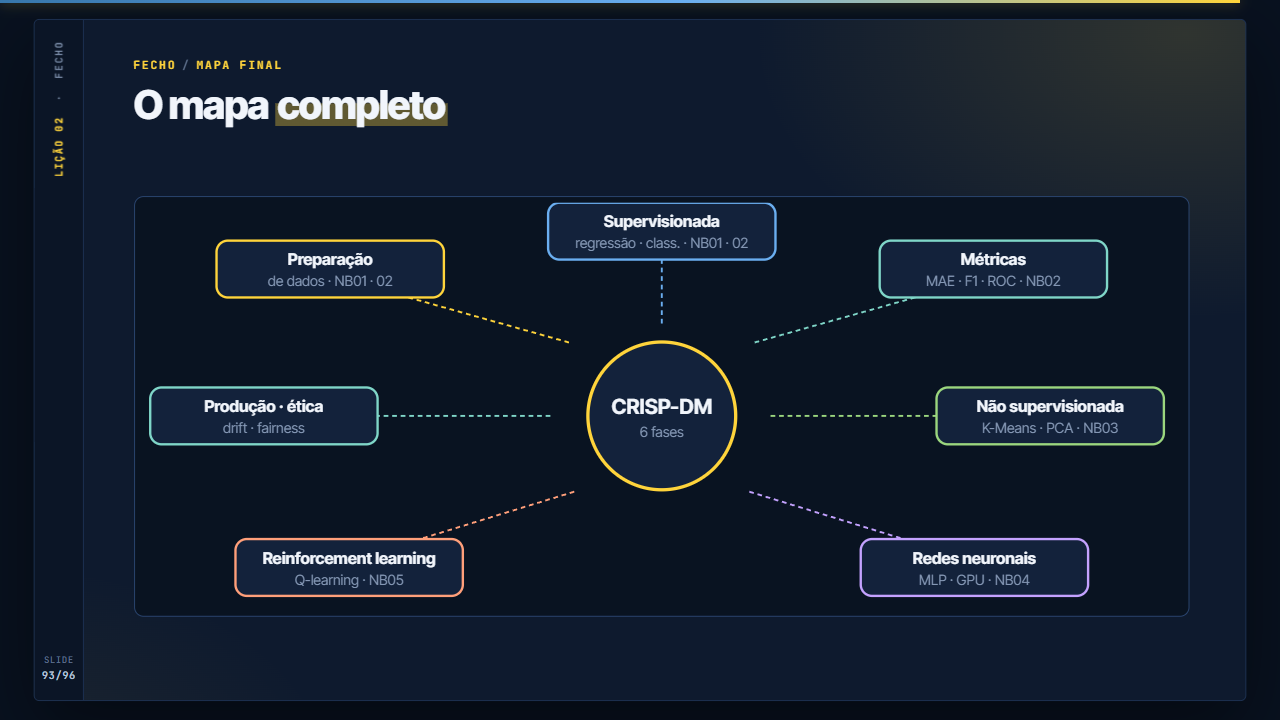 LIÇÃO 02 · FECHO
FECHO / MAPA FINAL
O mapa completo
Supervisionada
regressão · class. · NB01 · 02
Preparação
de dados · NB01 · 02
Métricas
MAE · F1 · ROC · NB02
Produção · ética
drift · fairness
CRISP-DM
6 fases
Não supervisionada
K-Means · PCA · NB03
Reinforcement learning
Q-learning · NB05
Redes neuronais
MLP · GPU · NB04
SLIDE
93/96